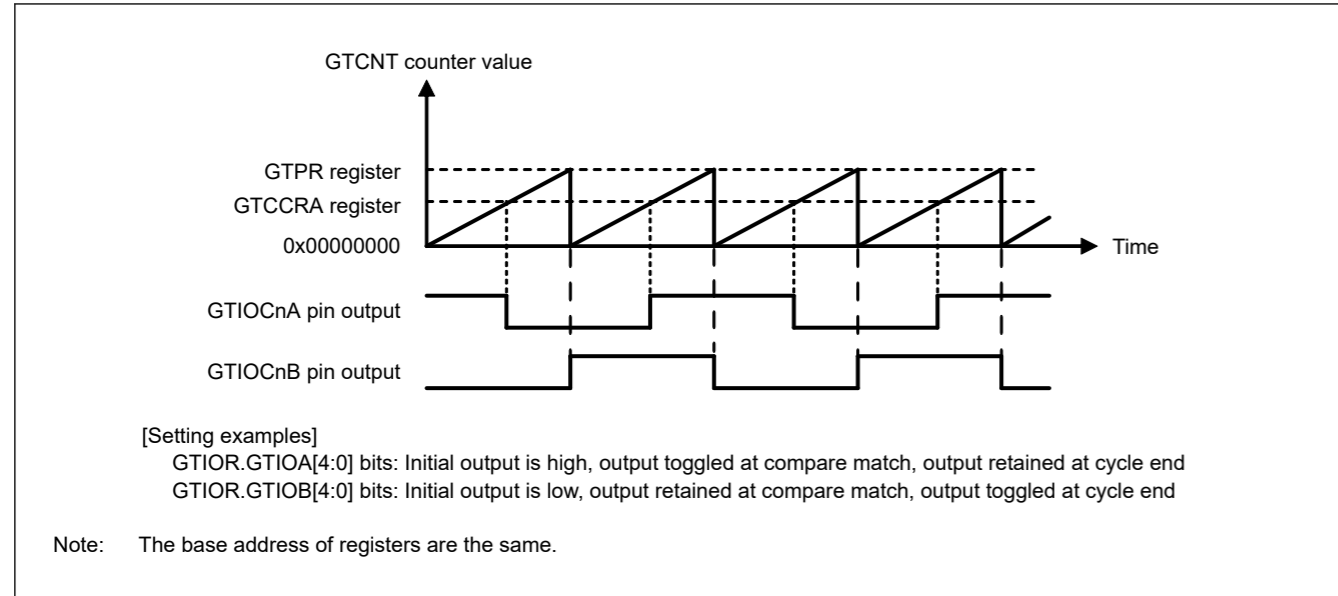 GTCNT counter value
GTPR register
GTCCRA register
0x00000000
Time
GTIOCnA pin output
GTIOCnB pin output
[Setting examples]
GTIOR.GTIOA[4:0] bits: Initial output is high, output toggled at compare match, output retained at cycle end
GTIOR.GTIOB[4:0] bits: Initial output is low, output retained at compare match, output toggled at cycle end
Note: The base address of registers are the same.